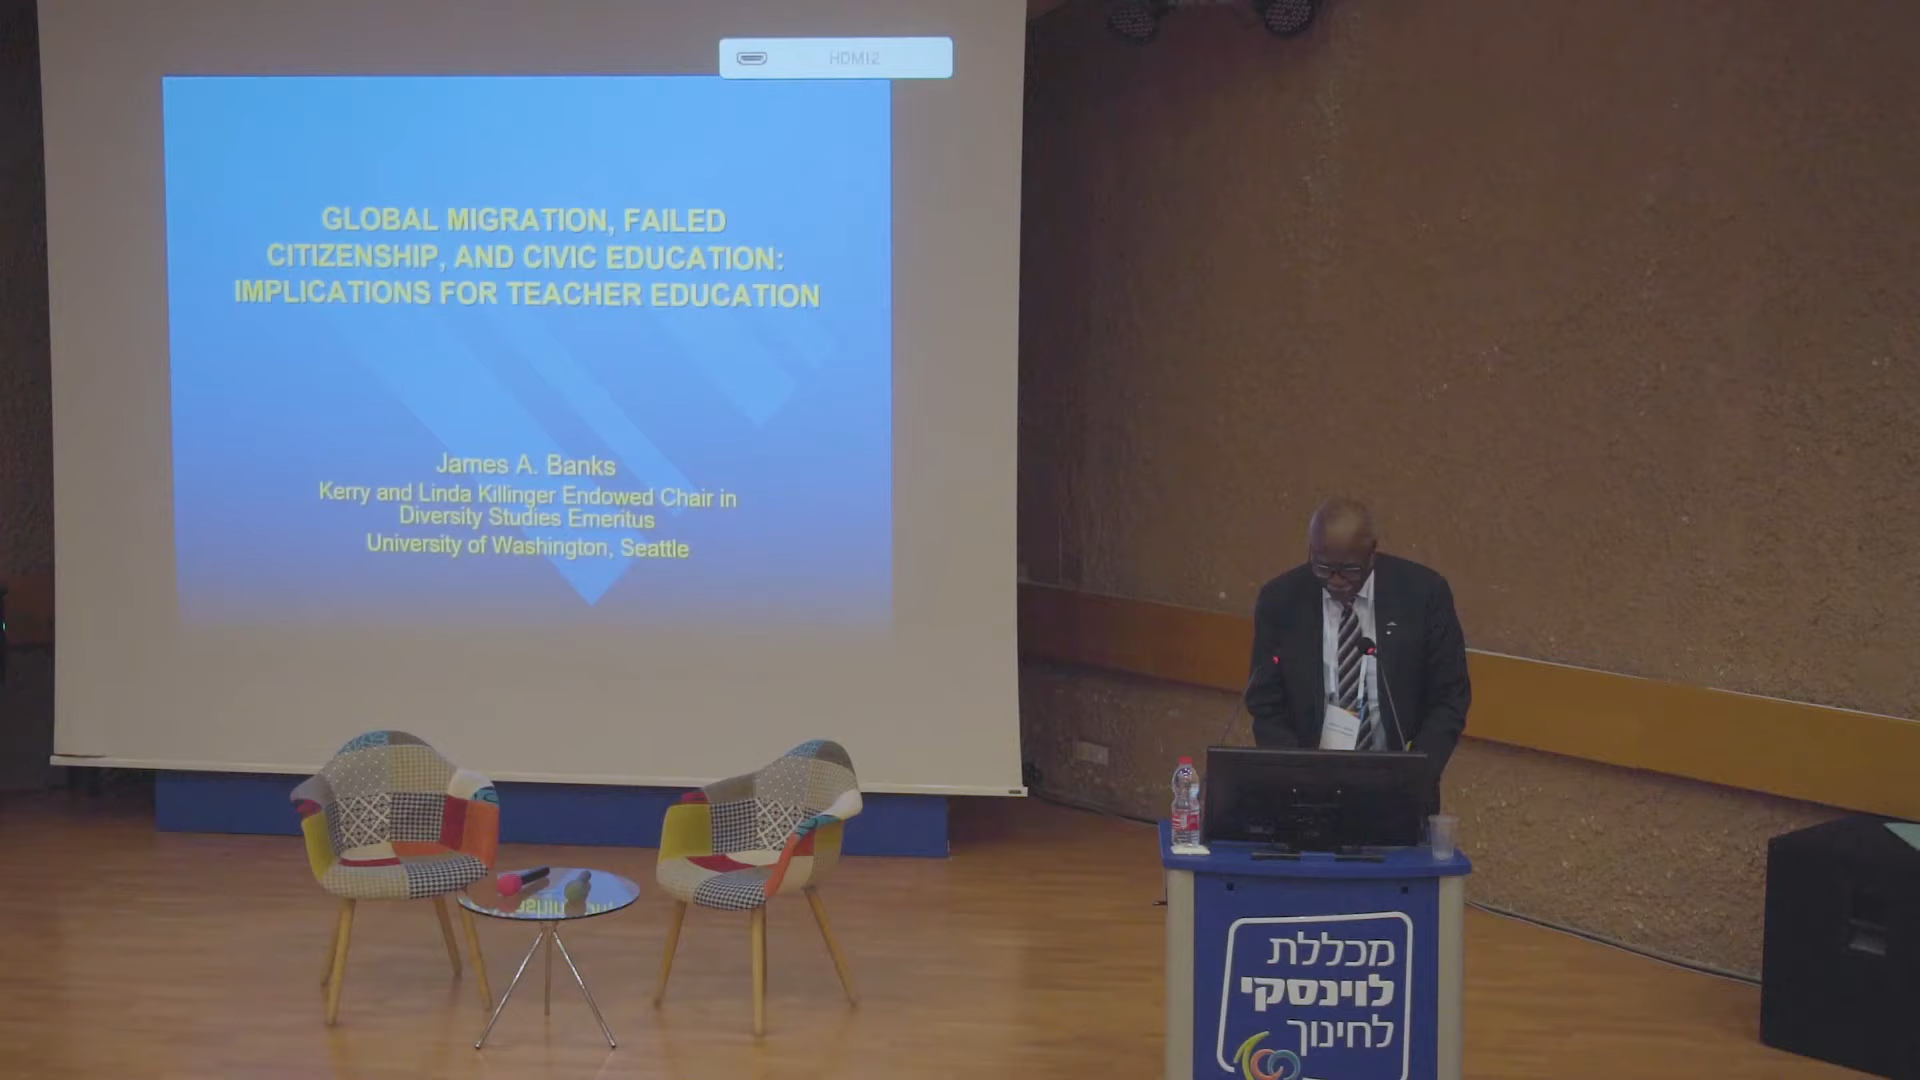 HDMI2
GLOBAL MIGRATION, FAILED
CITIZENSHIP, AND CIVIC EDUCATION:
IMPLICATIONS FOR TEACHER EDUCATION
James A. Banks
Kerry and Linda Killinger Endowed Chair in
Diversity Studies Emeritus
University of Washington, Seattle
מכללת
לוינסקי
לחינוך